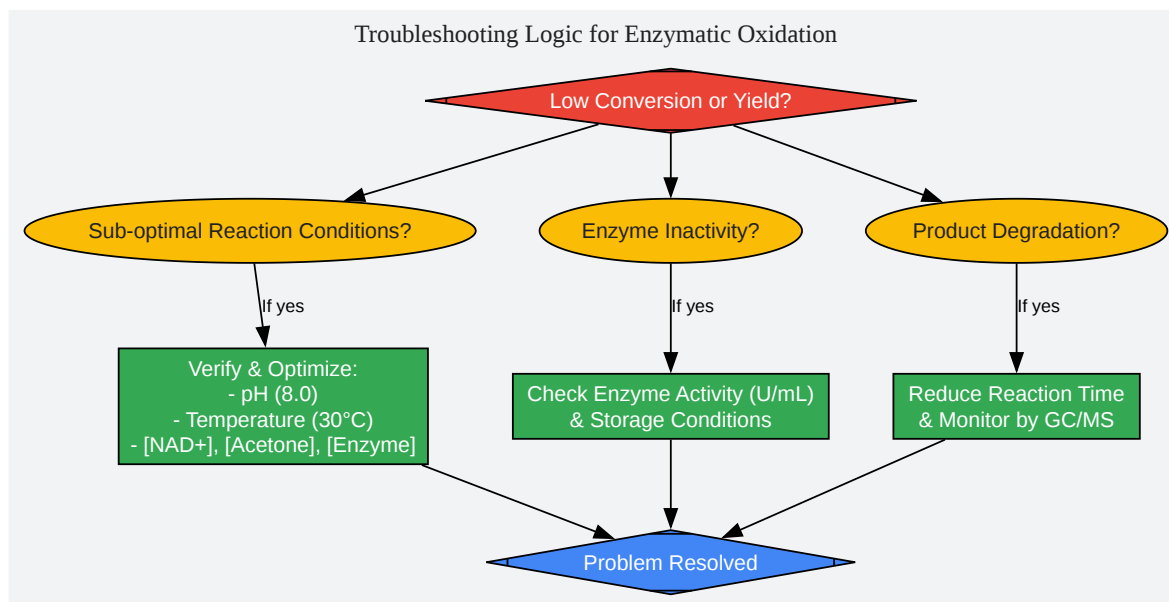 Troubleshooting Logic for Enzymatic Oxidation
Low Conversion or Yield?
Sub-optimal Reaction Conditions?
Enzyme Inactivity?
Product Degradation?
If yes
If yes
If yes
Verify & Optimize:
- pH (8.0)
- Temperature (30°C)
- [NAD+], [Acetone], [Enzyme]
Check Enzyme Activity (U/mL)
& Storage Conditions
Reduce Reaction Time
& Monitor by GC/MS
Problem Resolved